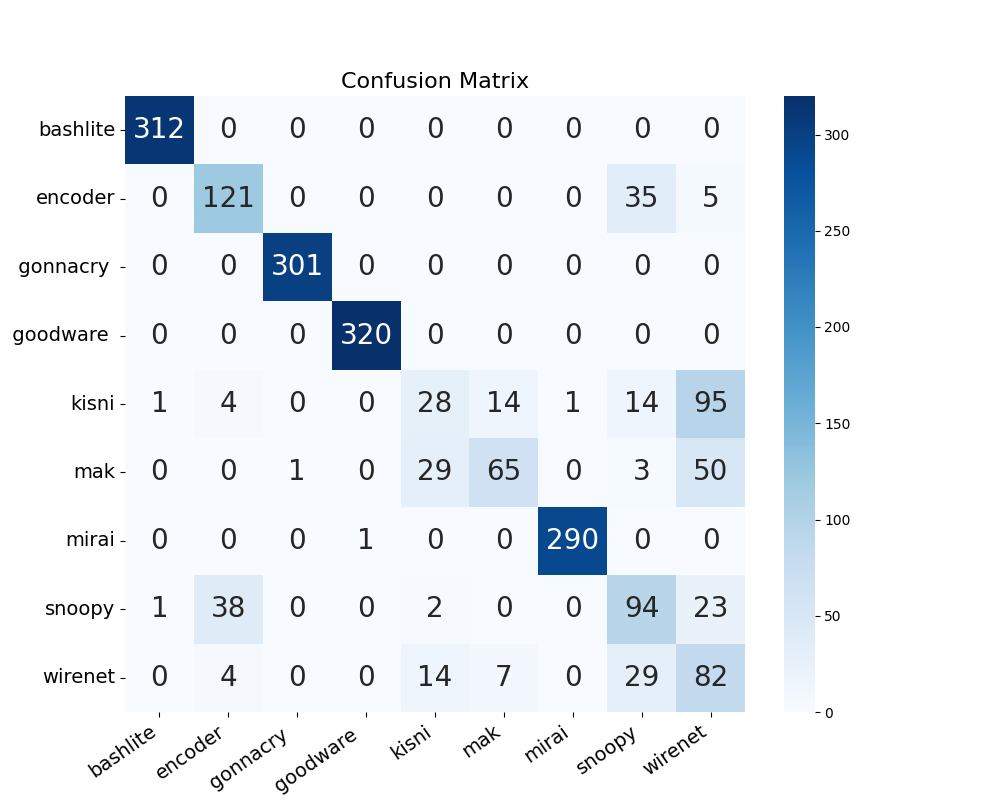 Confusion Matrix
bashlite 312 0 0 0 0 0 0 0 0
encoder 0 121 0 0 0 0 0 35 5
gonnacry 0 0 301 0 0 0 0 0 0
goodware 0 0 0 320 0 0 0 0 0
kisni 1 4 0 0 28 14 1 14 95
mak 0 0 1 0 29 65 0 3 50
mirai 0 0 0 1 0 0 290 0 0
snoopy 1 38 0 0 2 0 0 94 23
wirenet 0 4 0 0 14 7 0 29 82
bashlite encoder gonnacry goodware kisni mak mirai snoopy wirenet
300
250
200
150
100
50
0